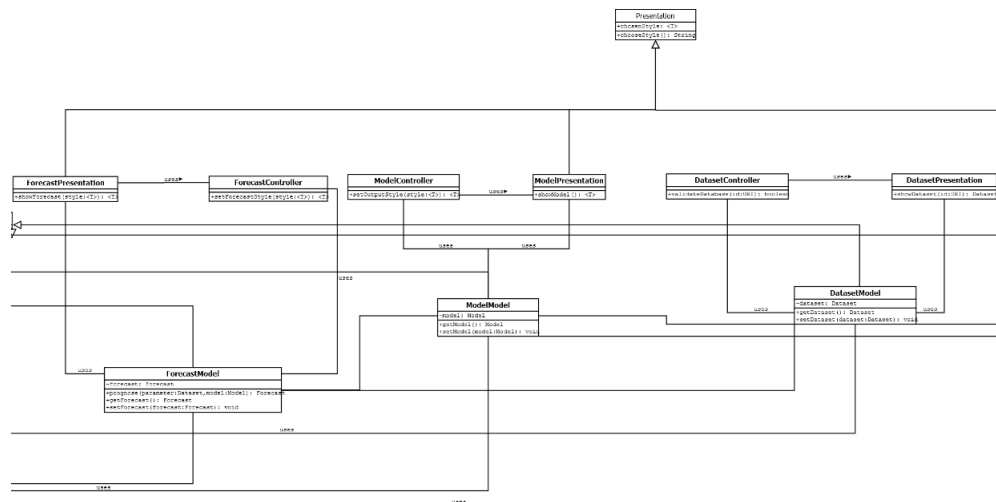 Presentation
+chosenStyle: <T>
+chooseStyle(): String
ForecastPresentation
+showForecast(style:<T>): <T>
uses
ForecastController
+setForecastStyle(style:<T>): <T>
ModelController
+setOutputStyle(style:<T>): <T>
uses
ModelPresentation
+showModel(): <T>
DatasetController
+validateDatabase(id:URI): boolean
uses
DatasetPresentation
+showDataset(id:URI): Dataset
uses
uses
uses
ModelModel
-model: Model
+getModel(): Model
+setModel(model:Model): void
DatasetModel
-dataset: Dataset
+getDataset(): Dataset
+setDataset(dataset:Dataset): void
uses
uses
uses
ForecastModel
-forecast: Forecast
+prognose(parameter:Dataset,model:Model): Forecast
+getForecast(): Forecast
+setForecast(forecast:Forecast): void
uses
uses
uses